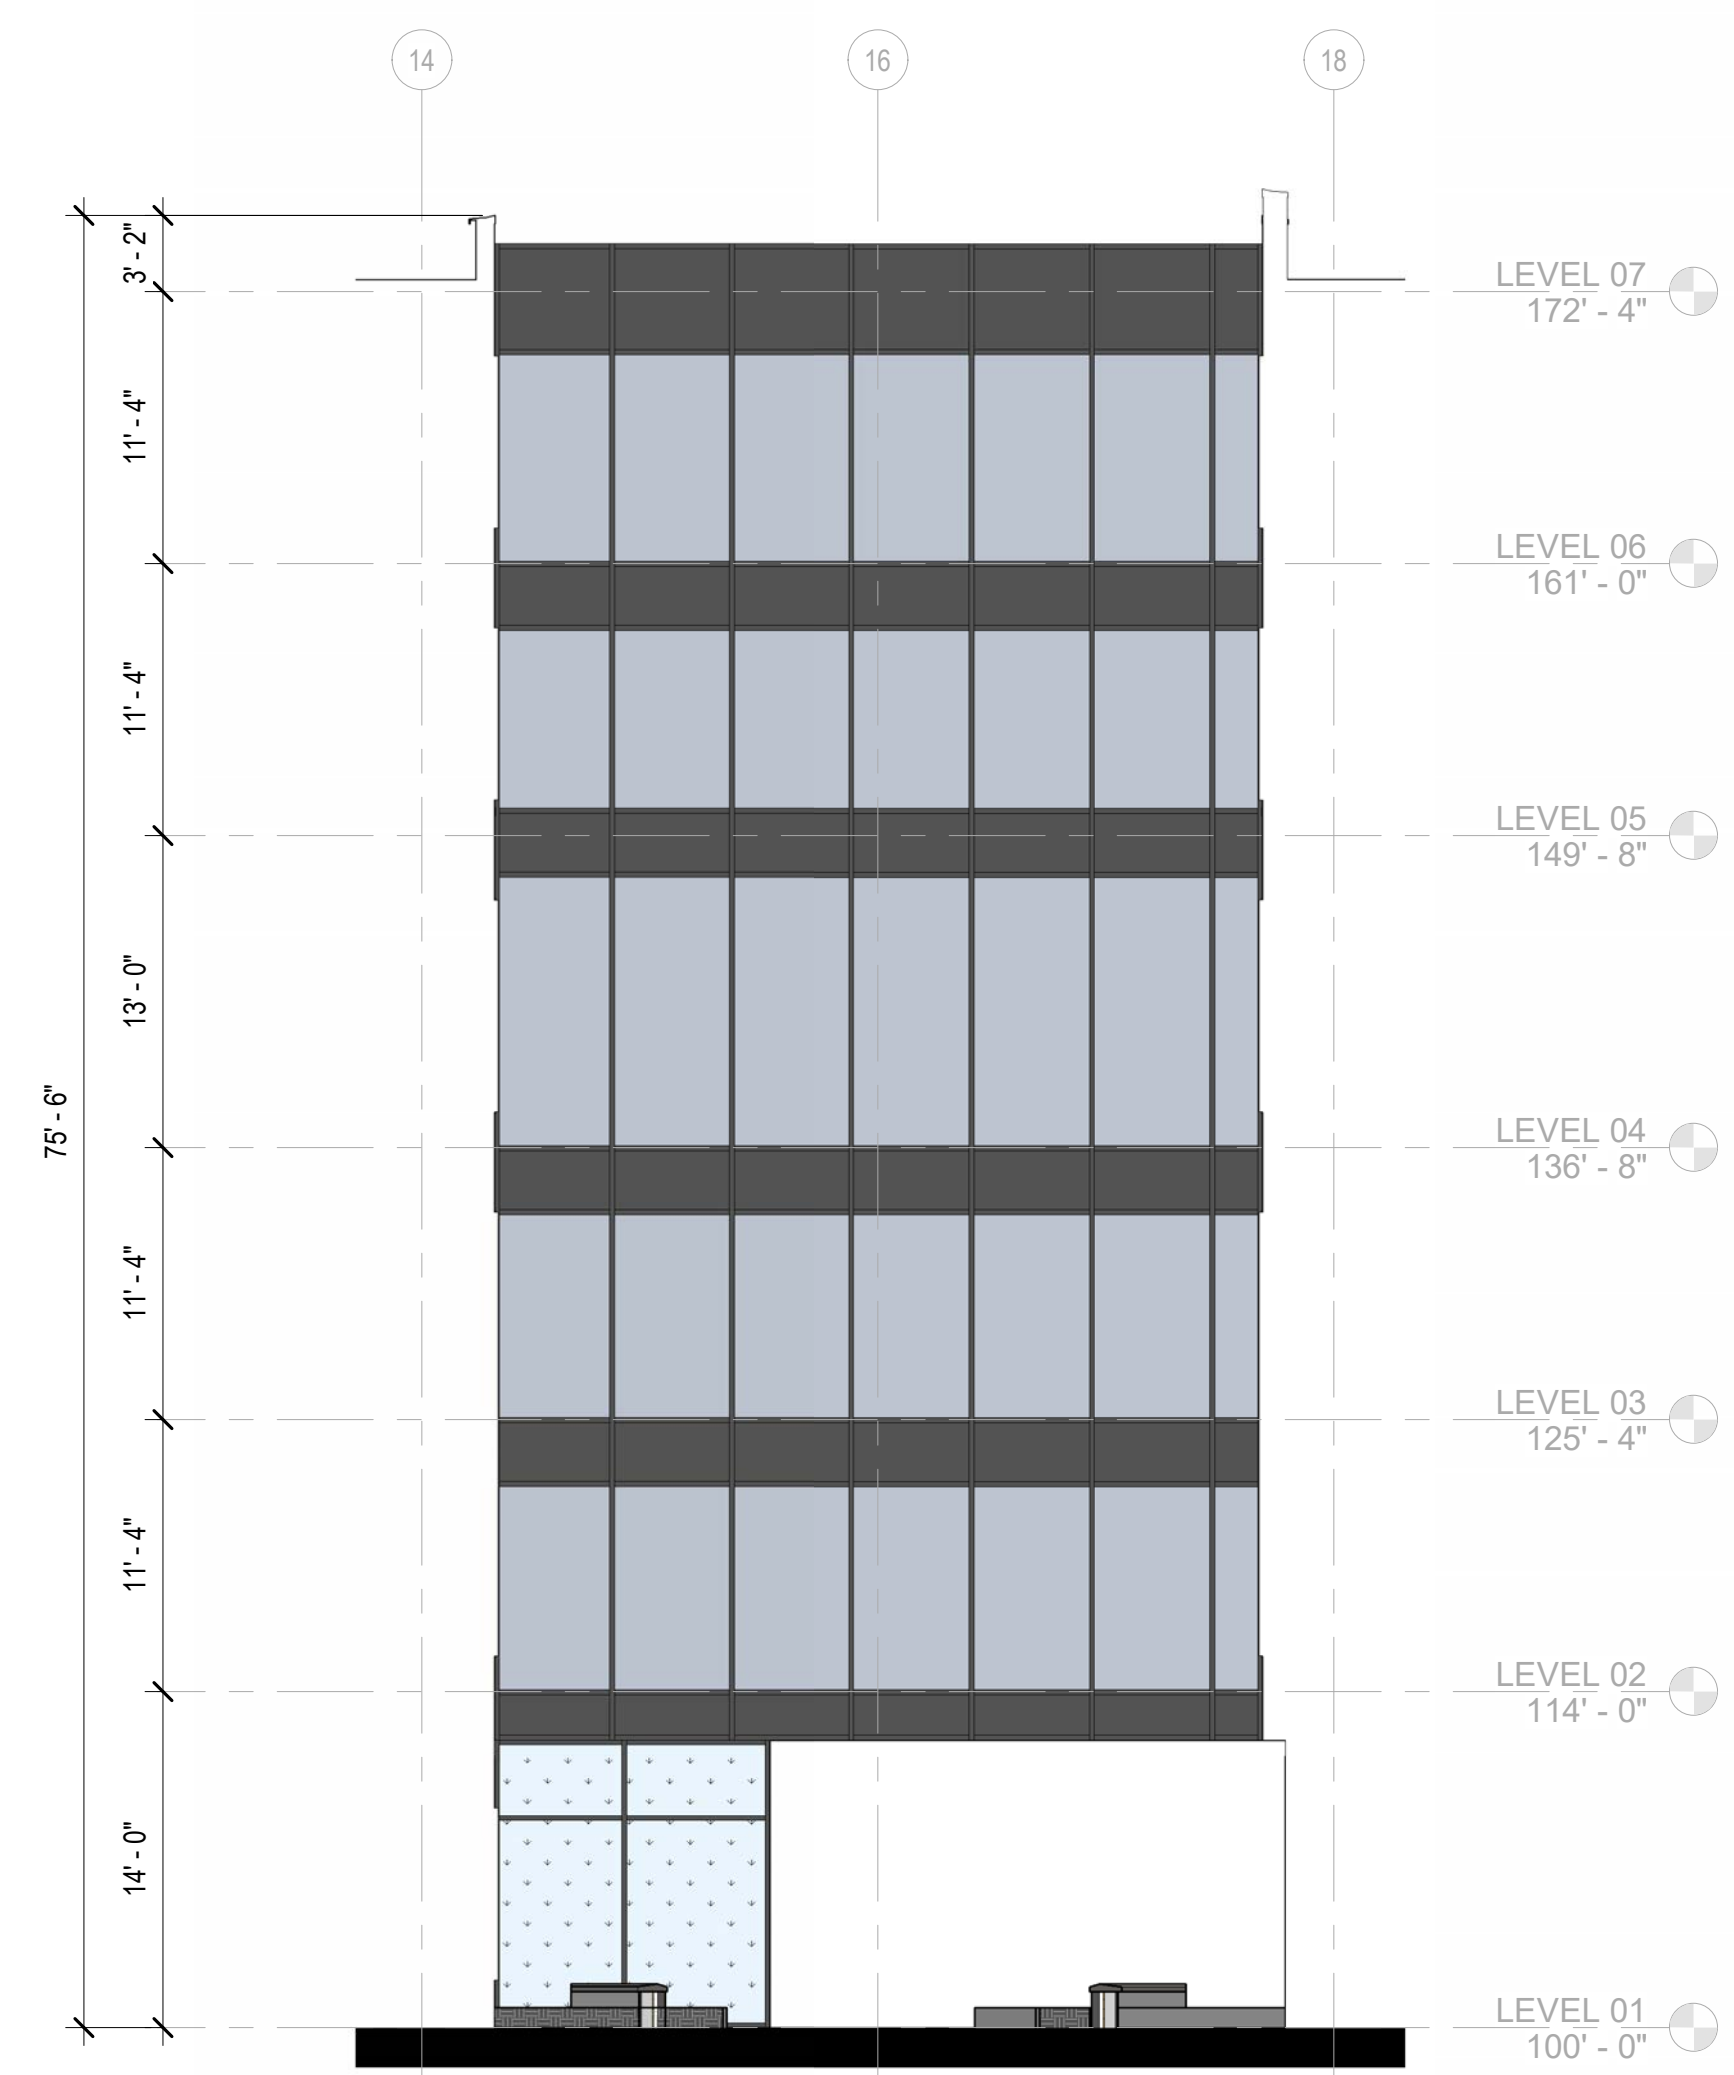 14
16
18
3' - 2"
LEVEL 07
172' - 4"
11' - 4"
LEVEL 06
161' - 0"
11' - 4"
LEVEL 05
149' - 8"
13' - 0"
75' - 6"
LEVEL 04
136' - 8"
11' - 4"
LEVEL 03
125' - 4"
11' - 4"
LEVEL 02
114' - 0"
14' - 0"
LEVEL 01
100' - 0"